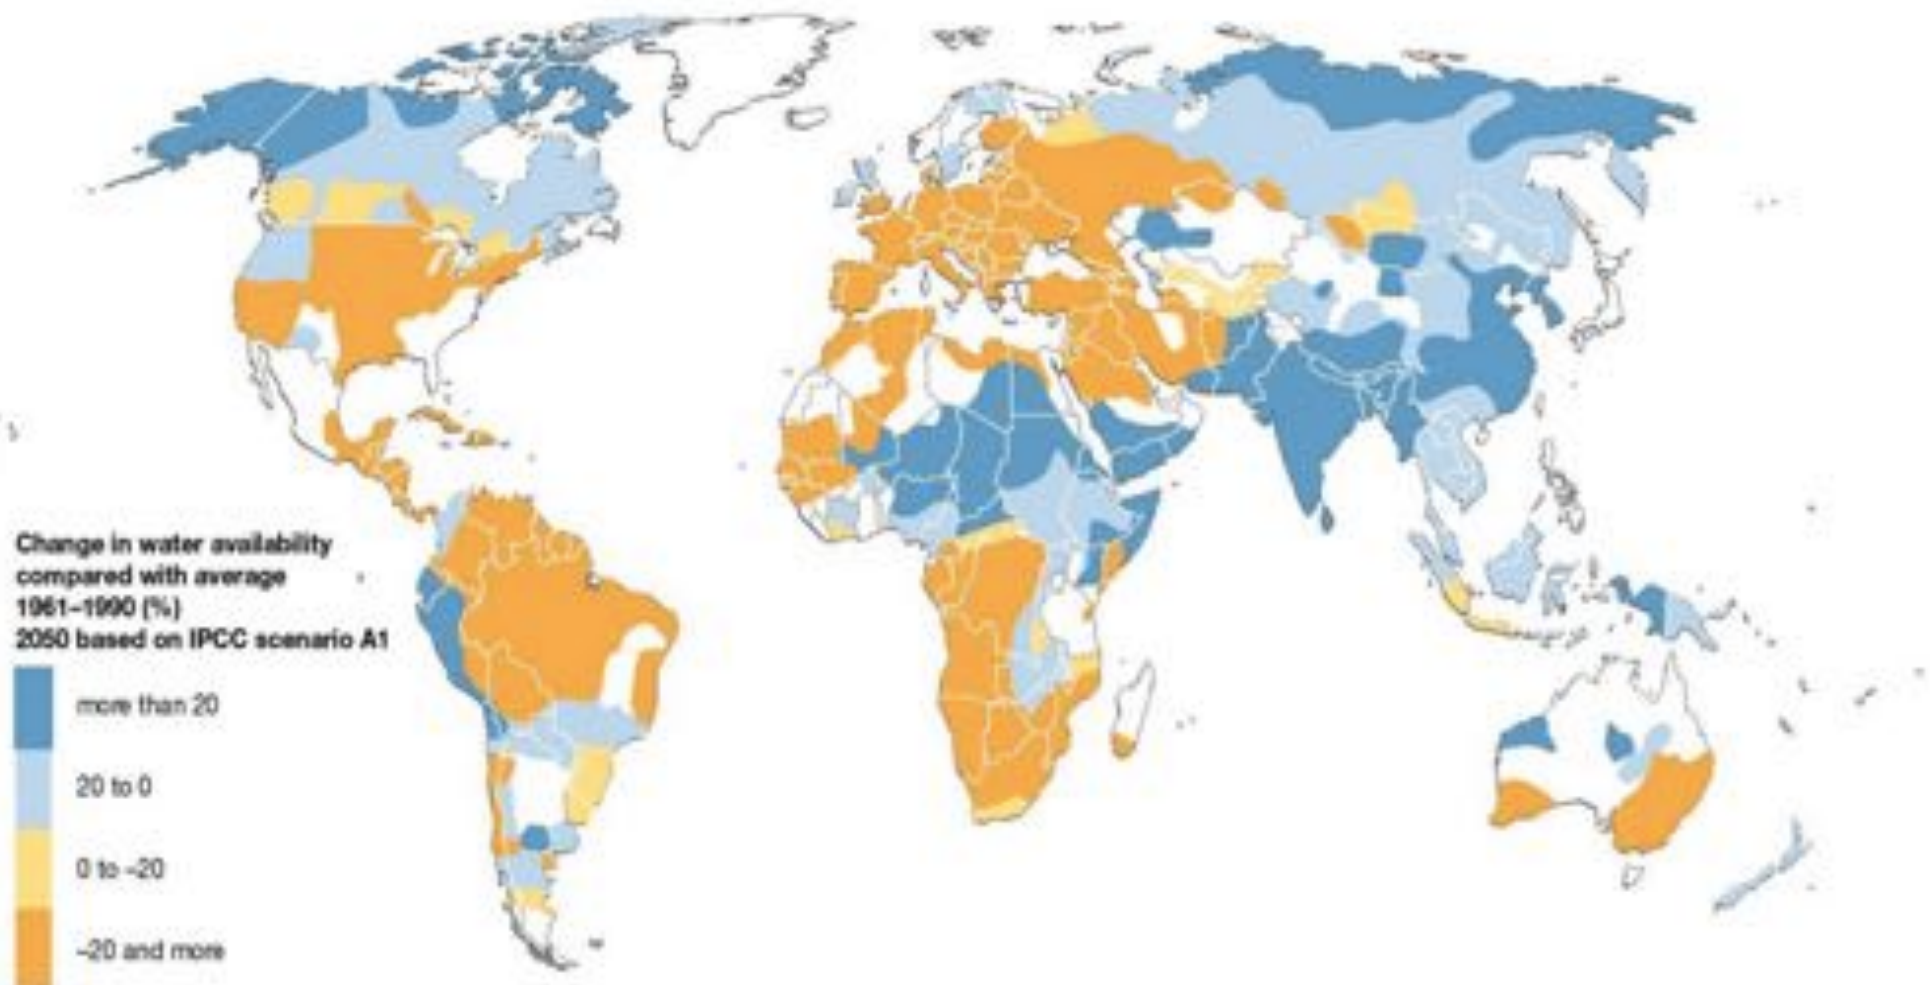 Change in water availability
compared with average
1961–1990 (%)
2050 based on IPCC scenario A1
more than 20
20 to 0
0 to –20
–20 and more